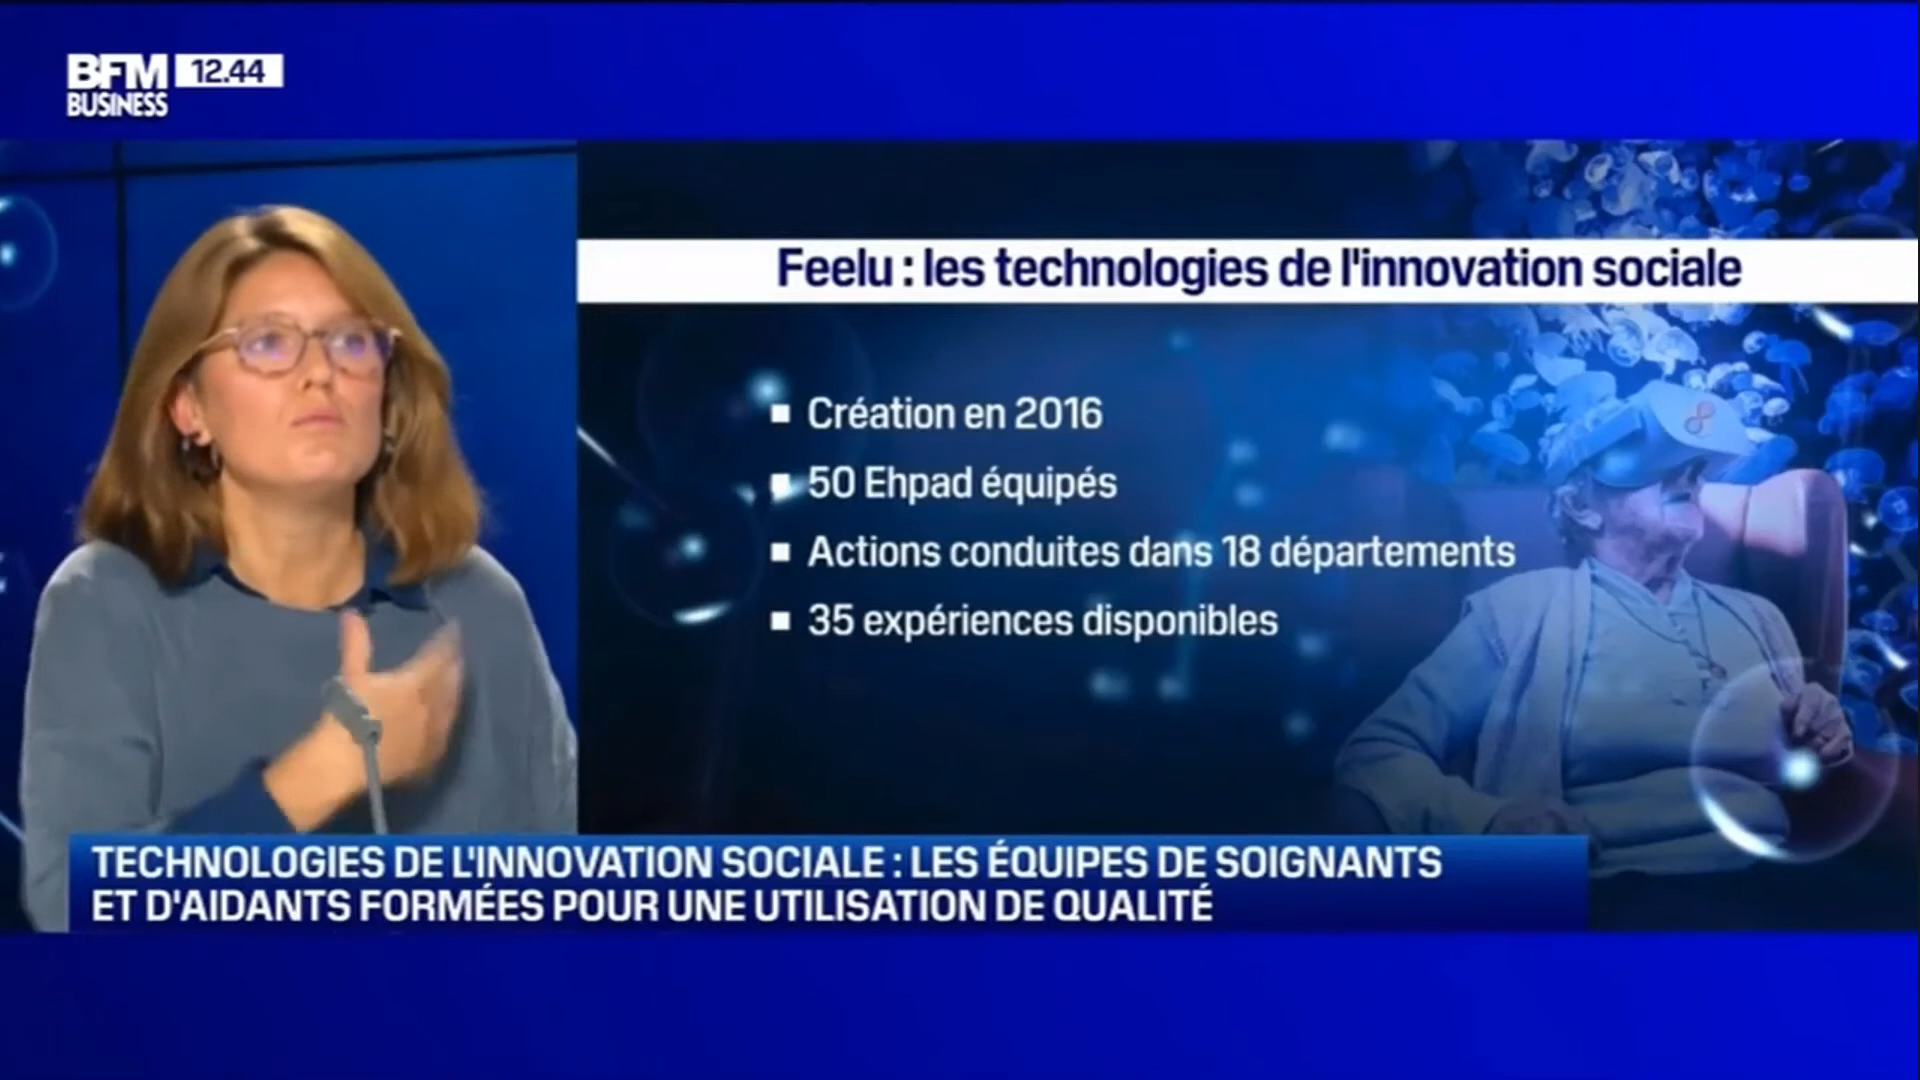 BFM 12.44
BUSINESS
Feelu : les technologies de l'innovation sociale
▪ Création en 2016
▪ 50 Ehpad équipés
▪ Actions conduites dans 18 départements
▪ 35 expériences disponibles
TECHNOLOGIES DE L'INNOVATION SOCIALE : LES ÉQUIPES DE SOIGNANTS
ET D'AIDANTS FORMÉES POUR UNE UTILISATION DE QUALITÉ